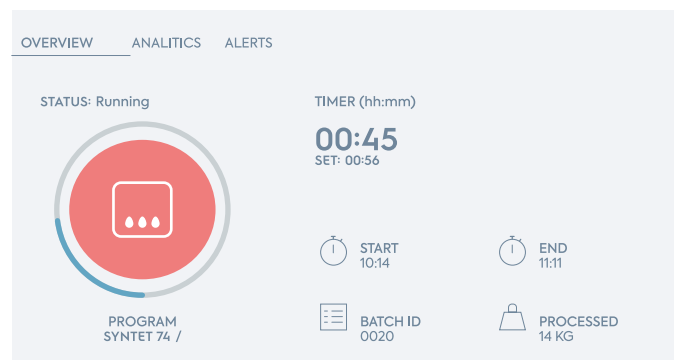 OVERVIEW ANALITICS ALERTS
STATUS: Running
TIMER (hh:mm)
00:45
SET: 00:56
START
10:14
END
11:11
BATCH ID
0020
PROCESSED
14 KG
PROGRAM
SYNTET 74 /